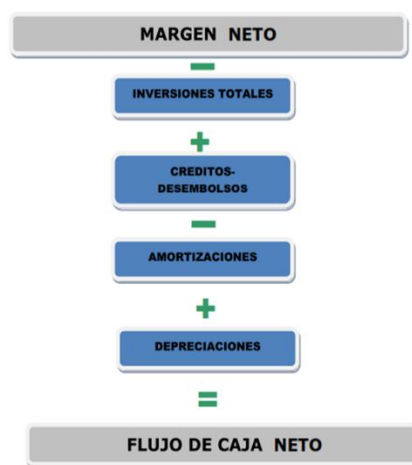 MARGEN NETO
−
INVERSIONES TOTALES
+
CREDITOS-
DESEMBOLSOS
−
AMORTIZACIONES
+
DEPRECIACIONES
=
FLUJO DE CAJA NETO